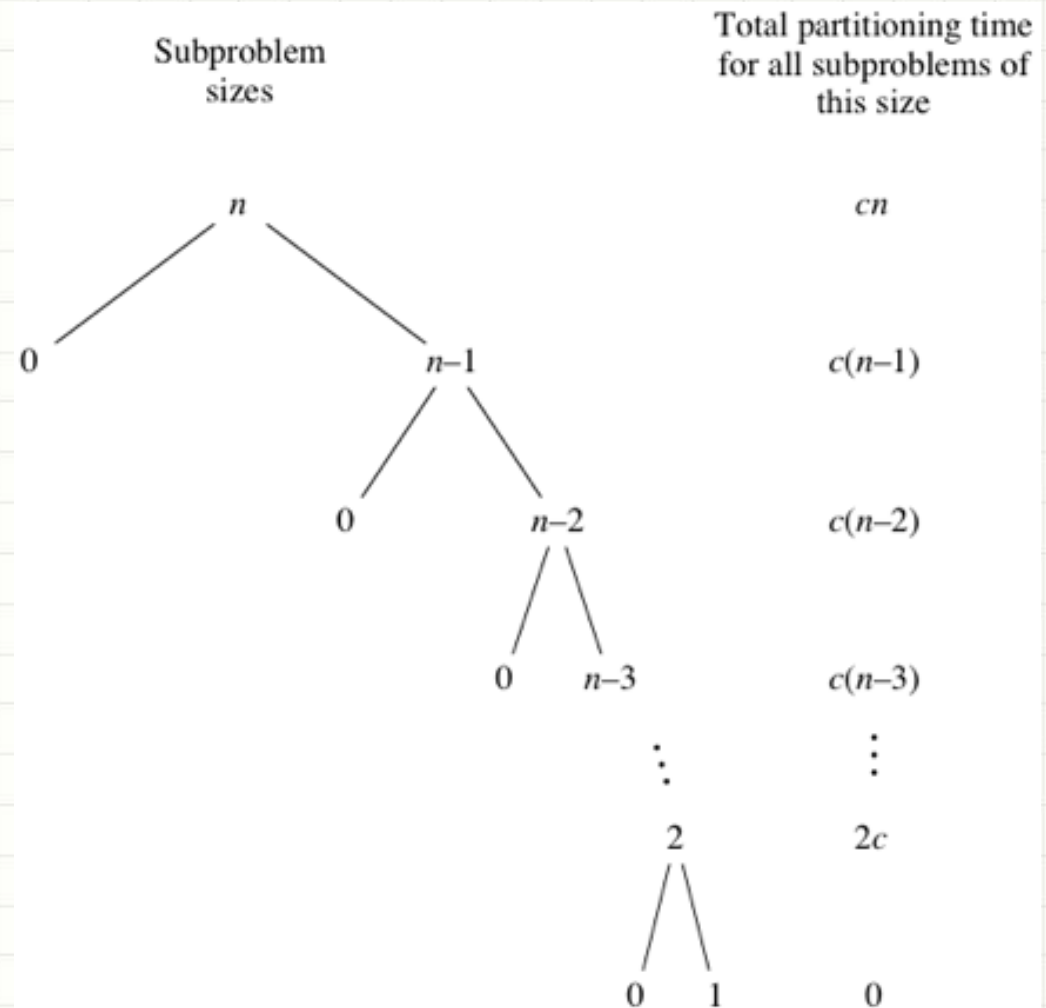 Subproblem
sizes
Total partitioning time
for all subproblems of
this size
n cn
0 n–1 c(n–1)
0 n–2 c(n–2)
0 n–3 c(n–3)
2 2c
0 1 0